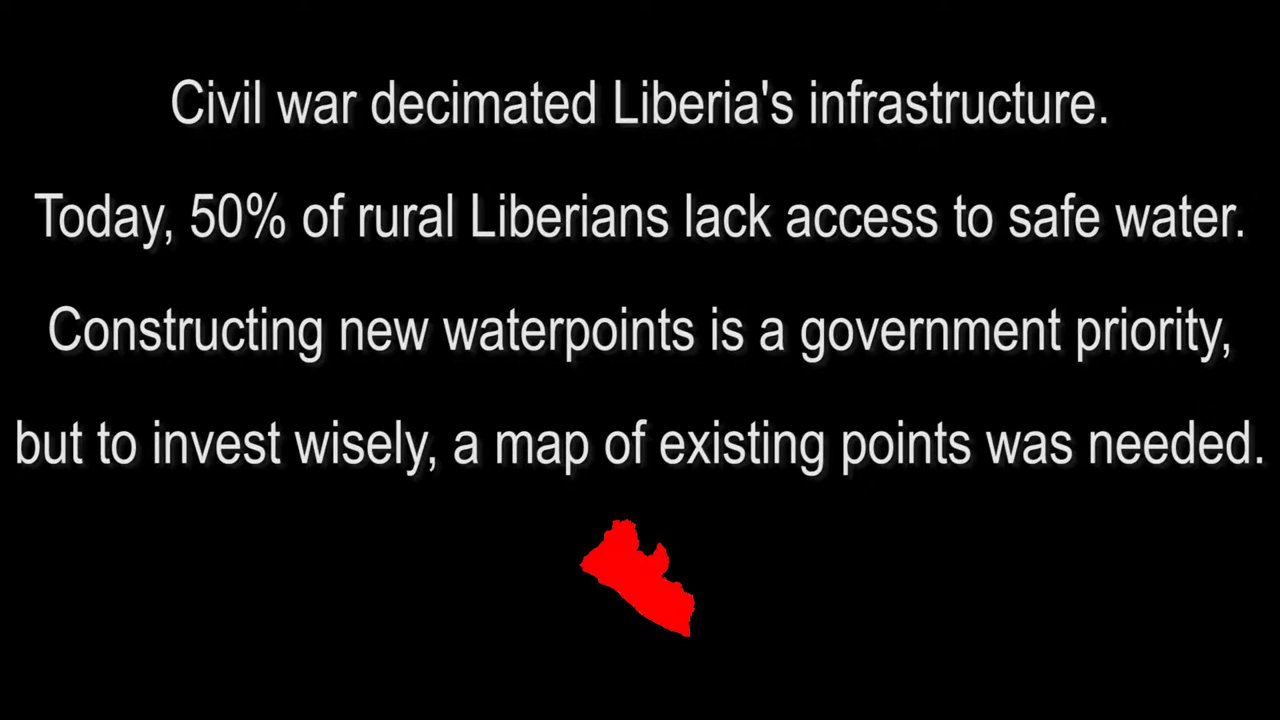 Civil war decimated Liberia's infrastructure.
Today, 50% of rural Liberians lack access to safe water.
Constructing new waterpoints is a government priority,
but to invest wisely, a map of existing points was needed.